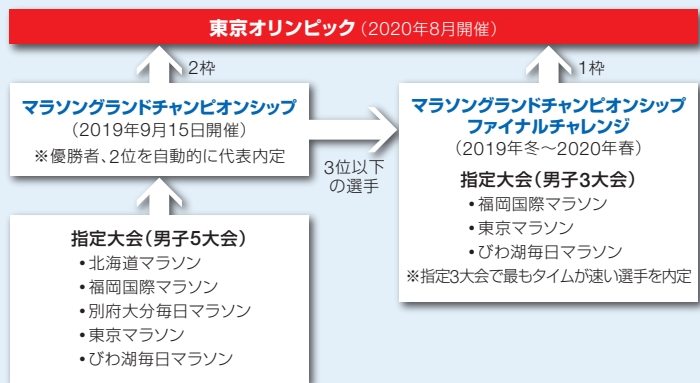 東京オリンピック(2020年8月開催)
2枠
マラソングランドチャンピオンシップ
(2019年9月15日開催)
※優勝者、2位を自動的に代表内定
指定大会(男子5大会)
•北海道マラソン
•福岡国際マラソン
•別府大分毎日マラソン
•東京マラソン
•びわ湖毎日マラソン
3位以下
の選手
1枠
マラソングランドチャンピオンシップ
ファイナルチャレンジ
(2019年冬〜2020年春)
指定大会(男子3大会)
•福岡国際マラソン
•東京マラソン
•びわ湖毎日マラソン
※指定3大会で最もタイムが速い選手を内定